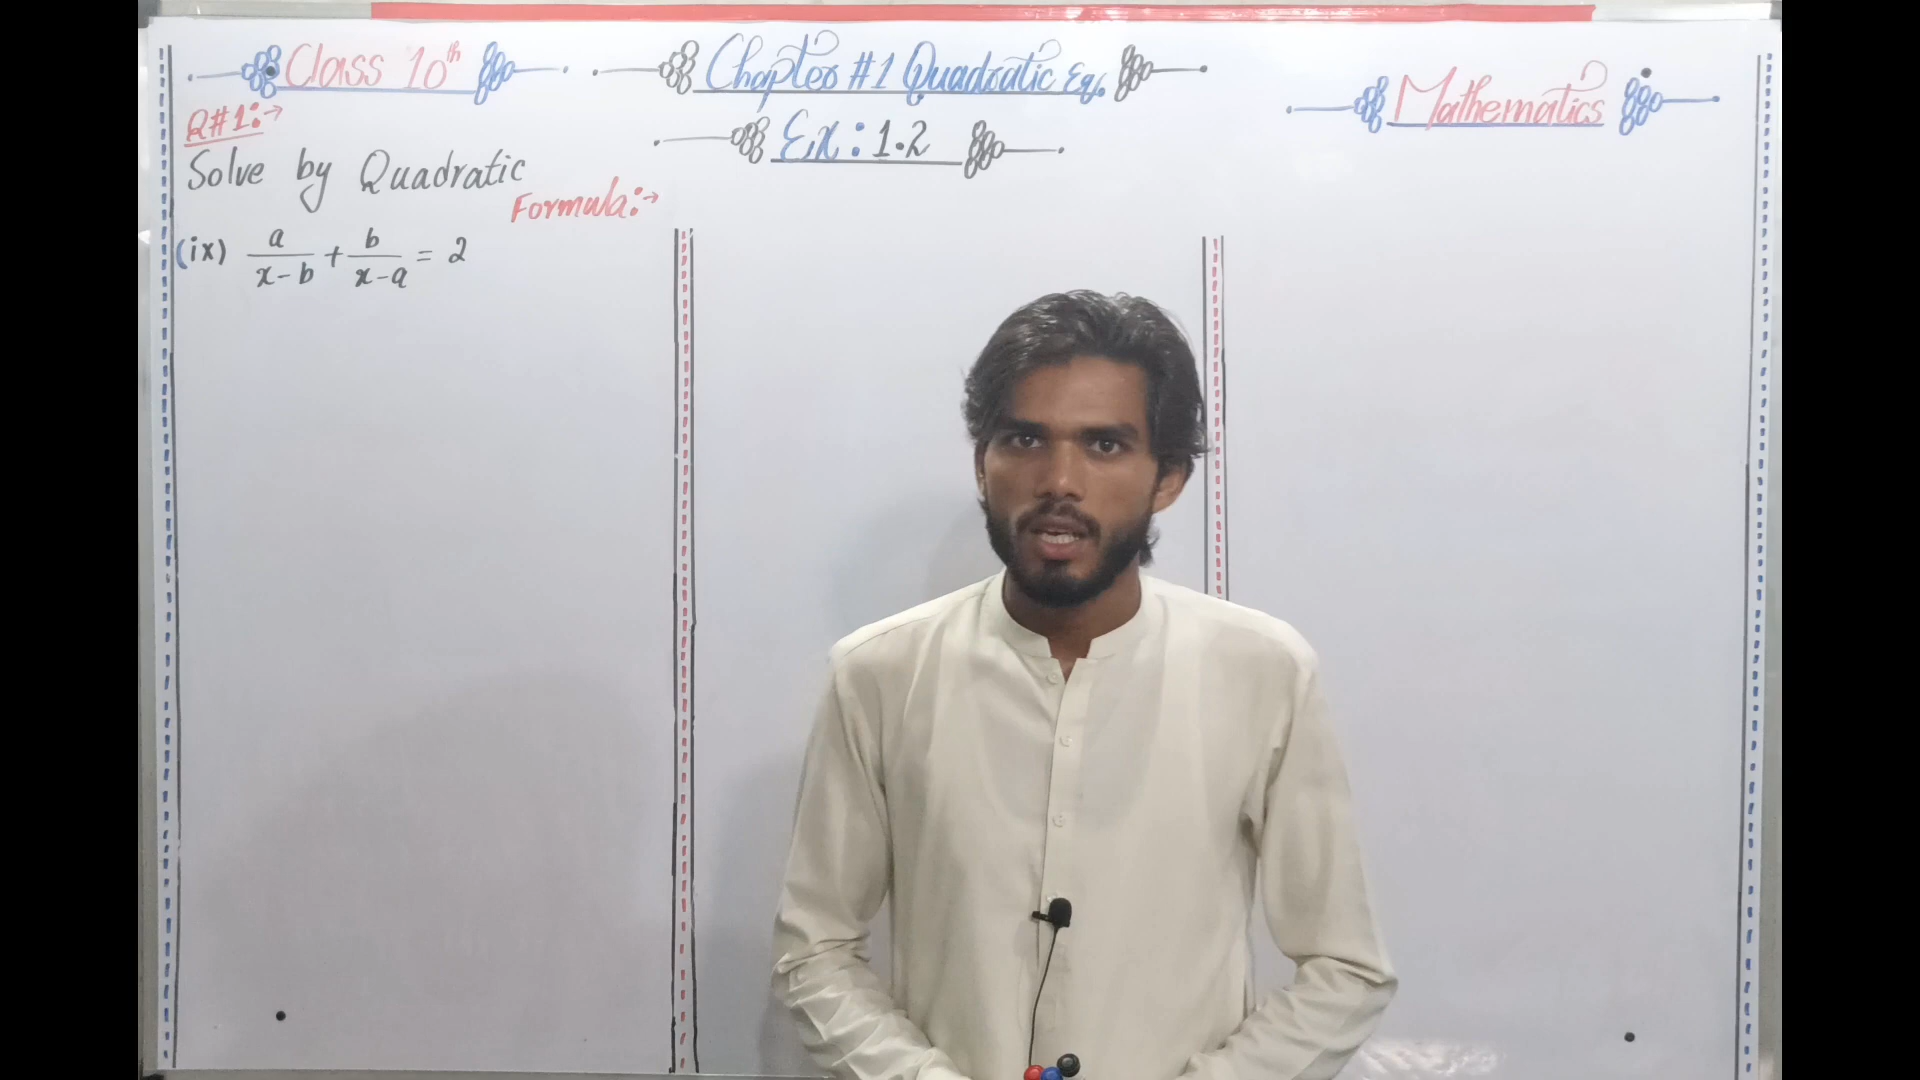 Class 10th
Chapter #1 Quadratic Eq.
Mathematics
Ex: 1.2
Q#1:→
Solve by Quadratic
Formula:→
(ix) a/(x-b) + b/(x-a) = 2